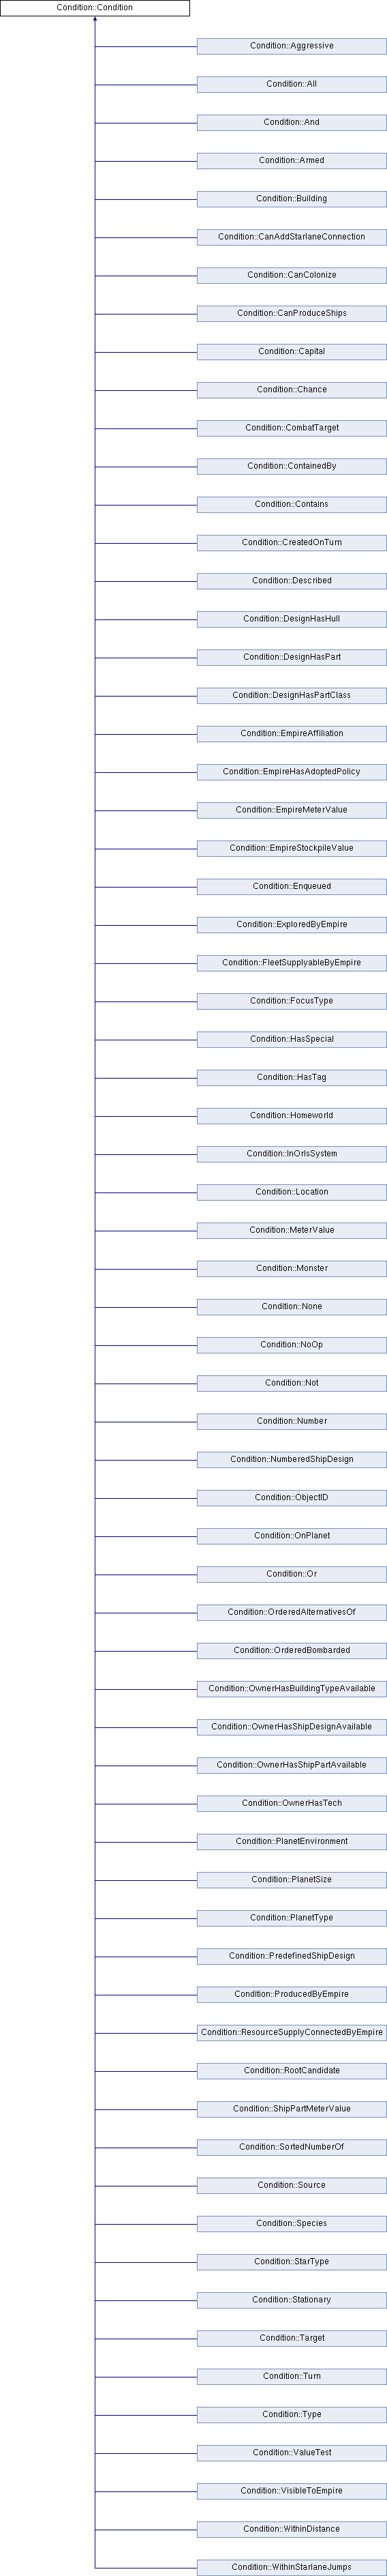 Condition::Condition
Condition::Aggressive
Condition::All
Condition::And
Condition::Armed
Condition::Building
Condition::CanAddStarlaneConnection
Condition::CanColonize
Condition::CanProduceShips
Condition::Capital
Condition::Chance
Condition::CombatTarget
Condition::ContainedBy
Condition::Contains
Condition::CreatedOnTurn
Condition::Described
Condition::DesignHasHull
Condition::DesignHasPart
Condition::DesignHasPartClass
Condition::EmpireAffiliation
Condition::EmpireHasAdoptedPolicy
Condition::EmpireMeterValue
Condition::EmpireStockpileValue
Condition::Enqueued
Condition::ExploredByEmpire
Condition::FleetSupplyableByEmpire
Condition::FocusType
Condition::HasSpecial
Condition::HasTag
Condition::Homeworld
Condition::InOrIsSystem
Condition::Location
Condition::MeterValue
Condition::Monster
Condition::None
Condition::NoOp
Condition::Not
Condition::Number
Condition::NumberedShipDesign
Condition::ObjectID
Condition::OnPlanet
Condition::Or
Condition::OrderedAlternativesOf
Condition::OrderedBombarded
Condition::OwnerHasBuildingTypeAvailable
Condition::OwnerHasShipDesignAvailable
Condition::OwnerHasShipPartAvailable
Condition::OwnerHasTech
Condition::PlanetEnvironment
Condition::PlanetSize
Condition::PlanetType
Condition::PredefinedShipDesign
Condition::ProducedByEmpire
Condition::ResourceSupplyConnectedByEmpire
Condition::RootCandidate
Condition::ShipPartMeterValue
Condition::SortedNumberOf
Condition::Source
Condition::Species
Condition::StarType
Condition::Stationary
Condition::Target
Condition::Turn
Condition::Type
Condition::ValueTest
Condition::VisibleToEmpire
Condition::WithinDistance
Condition::WithinStarlaneJumps